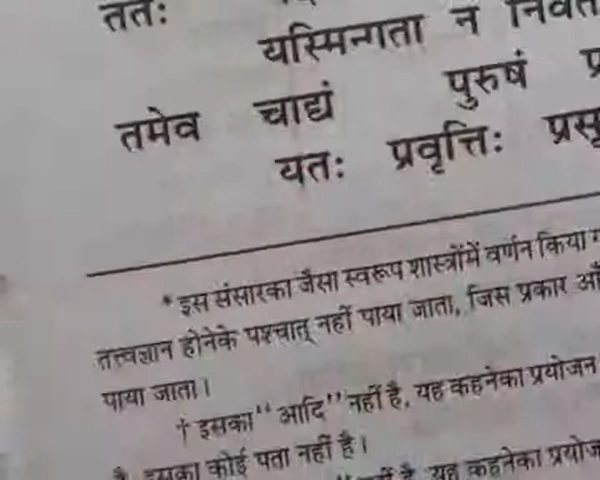 ततः
यस्मिन्गता न
तमेव चाद्यं पुरुषं
यतः प्रवृत्तिः
* इस संसारका जैसा स्वरूप शास्त्रोंमें वर्णन किया
तत्त्वज्ञान होनेके पश्चात् नहीं पाया जाता, जिस प्रकार
पाया जाता।
† इसका "आदि" नहीं है, यह कहनेका प्रयोजन
है, इसका कोई पता नहीं है।
यह कहनेका